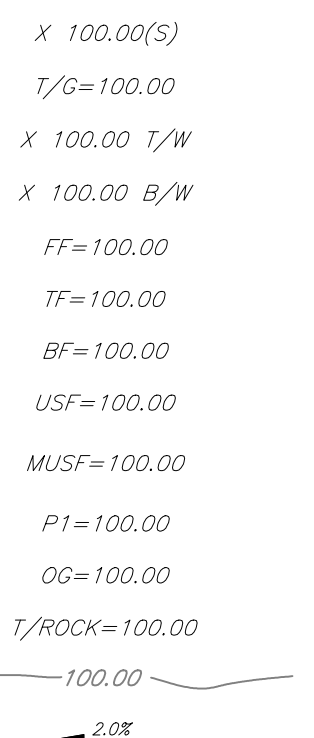 X 100.00(S)
T/G=100.00
X 100.00 T/W
X 100.00 B/W
FF=100.00
TF=100.00
BF=100.00
USF=100.00
MUSF=100.00
P1=100.00
OG=100.00
T/ROCK=100.00
100.00
2.0%